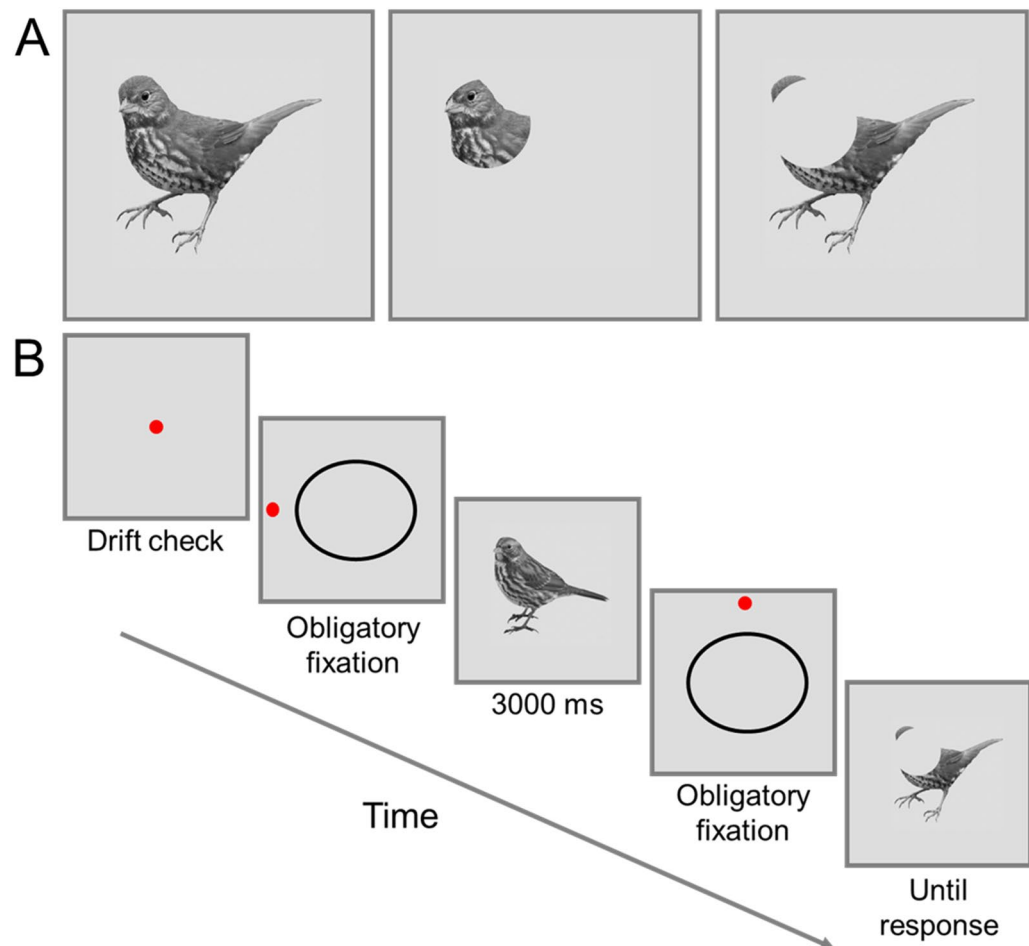 A
B
Drift check
Obligatory
fixation
3000 ms
Obligatory
fixation
Time
Until
response